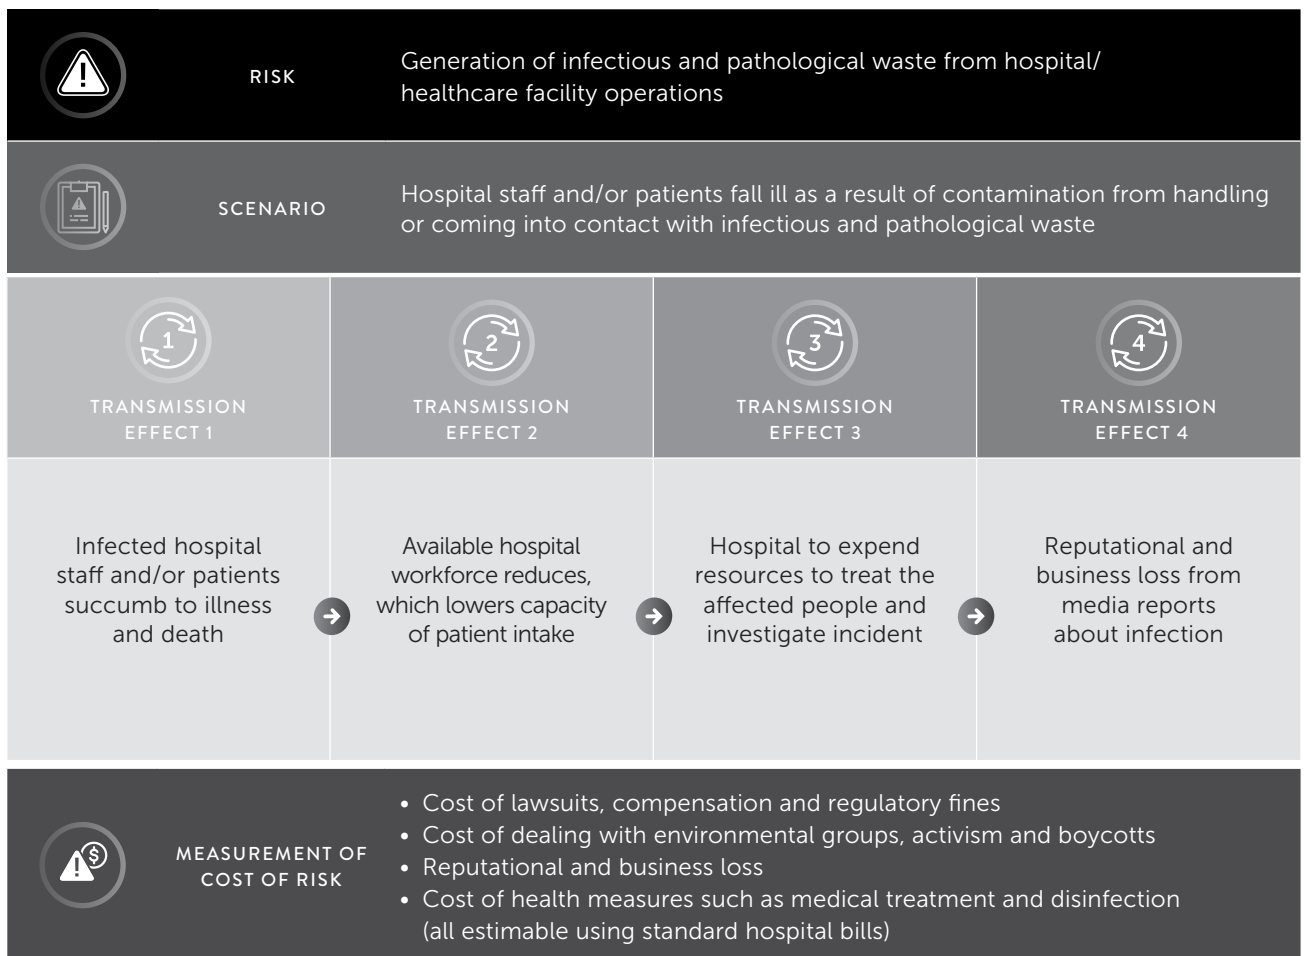 RISK
Generation of infectious and pathological waste from hospital/
healthcare facility operations
SCENARIO
Hospital staff and/or patients fall ill as a result of contamination from handling
or coming into contact with infectious and pathological waste
1
TRANSMISSION
EFFECT 1
2
TRANSMISSION
EFFECT 2
3
TRANSMISSION
EFFECT 3
4
TRANSMISSION
EFFECT 4
Infected hospital
staff and/or patients
succumb to illness
and death
Available hospital
workforce reduces,
which lowers capacity
of patient intake
Hospital to expend
resources to treat the
affected people and
investigate incident
Reputational and
business loss from
media reports
about infection
MEASUREMENT OF
COST OF RISK
• Cost of lawsuits, compensation and regulatory fines
• Cost of dealing with environmental groups, activism and boycotts
• Reputational and business loss
• Cost of health measures such as medical treatment and disinfection
(all estimable using standard hospital bills)